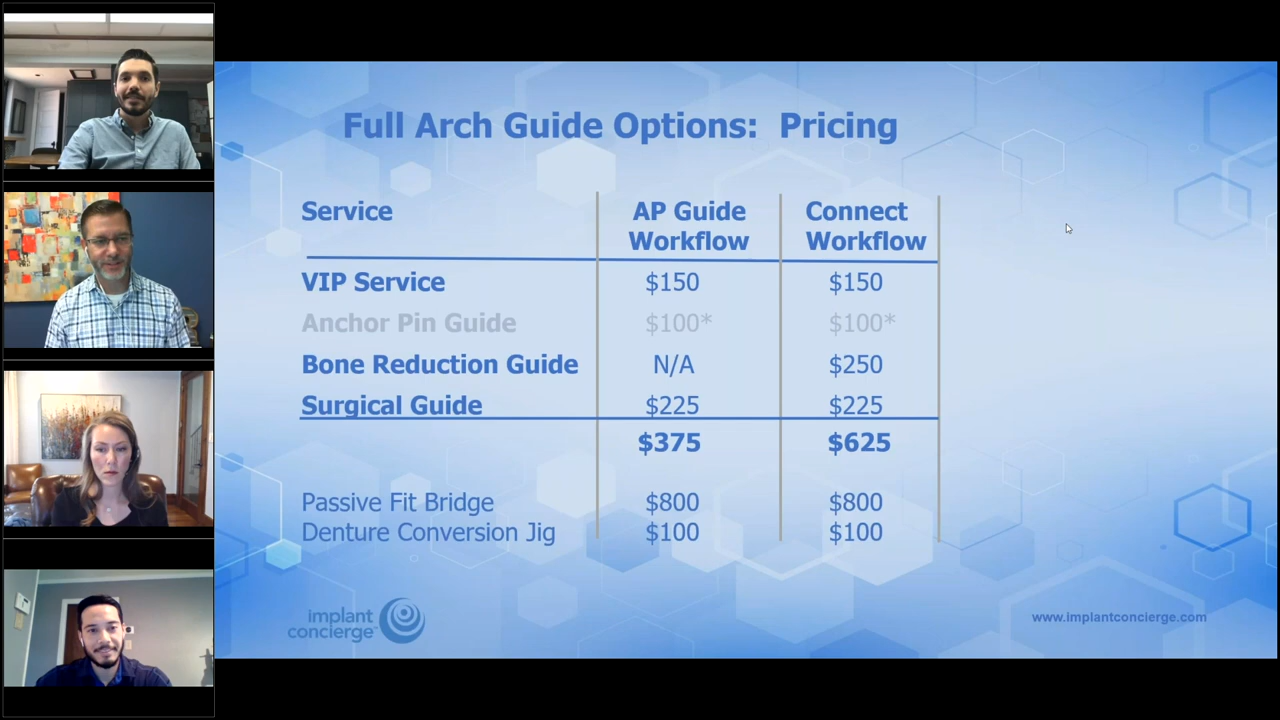 Full Arch Guide Options: Pricing
Service AP Guide Workflow Connect Workflow
VIP Service $150 $150
Anchor Pin Guide $100* $100*
Bone Reduction Guide N/A $250
Surgical Guide $225 $225
$375 $625
Passive Fit Bridge $800 $800
Denture Conversion Jig $100 $100
implant
concierge™
www.implantconcierge.com